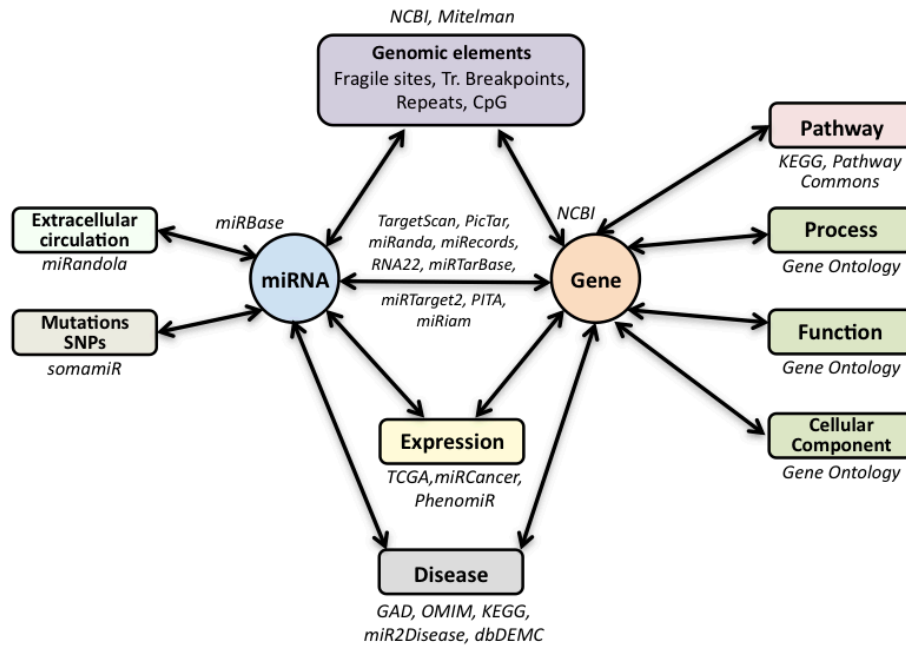 NCBI, Mitelman
Genomic elements
Fragile sites, Tr. Breakpoints,
Repeats, CpG
Pathway
KEGG, Pathway
Commons
Extracellular
circulation
miRandola
miRBase
TargetScan, PicTar,
miRanda, miRecords,
RNA22, miRTarBase,
miRTarget2, PITA,
miRiam
NCBI
Process
Gene Ontology
miRNA
Gene
Mutations
SNPs
somamiR
Function
Gene Ontology
Expression
TCGA,miRCancer,
PhenomiR
Cellular
Component
Gene Ontology
Disease
GAD, OMIM, KEGG,
miR2Disease, dbDEMC